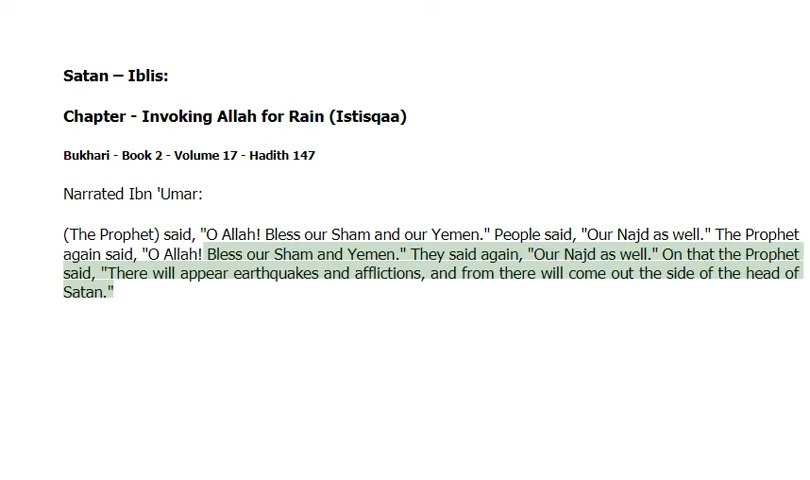 Satan – Iblis:
Chapter - Invoking Allah for Rain (Istisqaa)
Bukhari - Book 2 - Volume 17 - Hadith 147
Narrated Ibn 'Umar:
(The Prophet) said, "O Allah! Bless our Sham and our Yemen." People said, "Our Najd as well." The Prophet
again said, "O Allah! Bless our Sham and Yemen." They said again, "Our Najd as well." On that the Prophet
said, "There will appear earthquakes and afflictions, and from there will come out the side of the head of
Satan."